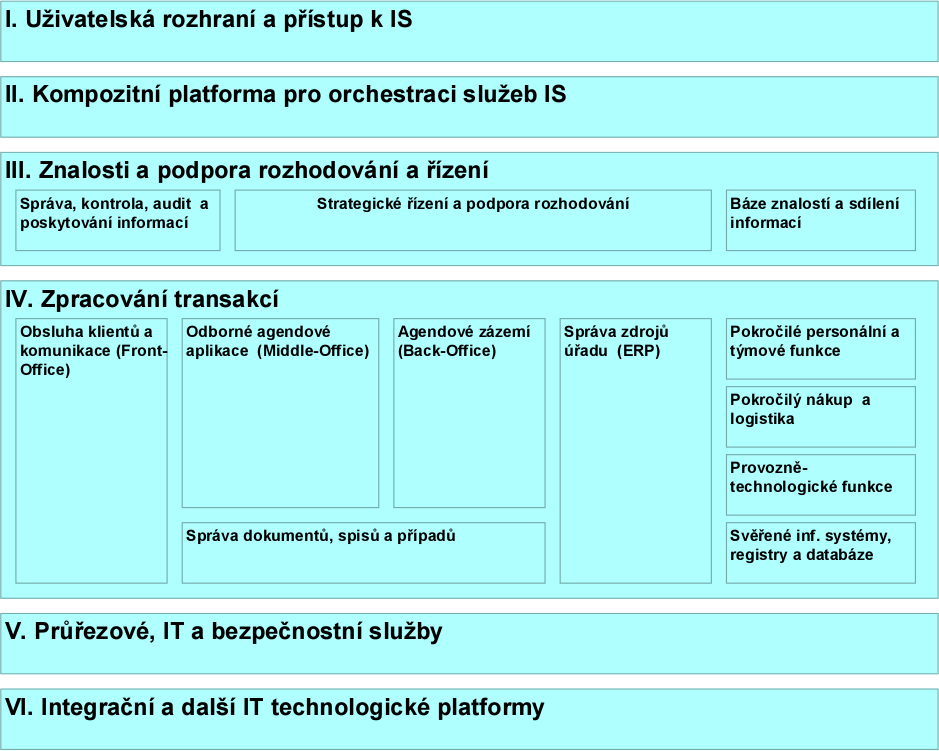 I. Uživatelská rozhraní a přístup k IS
II. Kompozitní platforma pro orchestraci služeb IS
III. Znalosti a podpora rozhodování a řízení
Správa, kontrola, audit  a
poskytování informací
Strategické řízení a podpora rozhodování
Báze znalostí a sdílení
informací
IV. Zpracování transakcí
Obsluha klientů a
komunikace (Front-
Office)
Odborné agendové
aplikace  (Middle-Office)
Agendové zázemí
(Back-Office)
Správa zdrojů
úřadu  (ERP)
Pokročilé personální a
týmové funkce
Pokročilý nákup  a
logistika
Provozně-
technologické funkce
Správa dokumentů, spisů a případů
Svěřené inf. systémy,
registry a databáze
V. Průřezové, IT a bezpečnostní služby
VI. Integrační a další IT technologické platformy